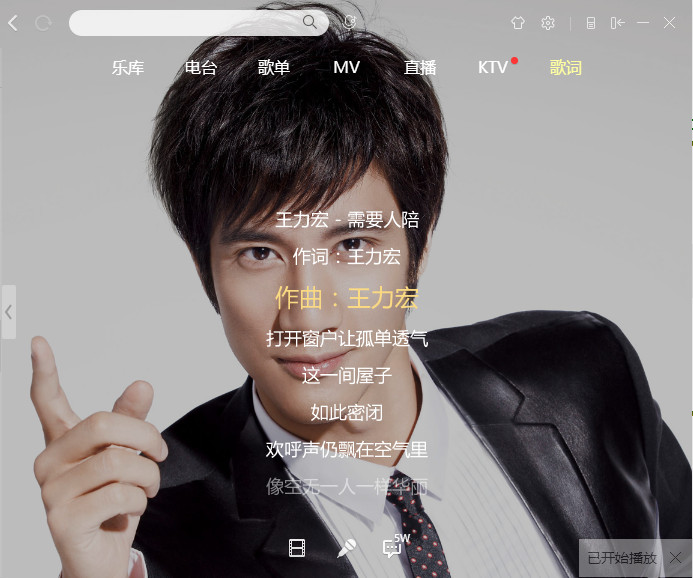 乐库 电台 歌单 MV 直播 KTV 歌词
王力宏 - 需要人陪
作词：王力宏
作曲：王力宏
打开窗户让孤单透气
这一间屋子
如此密闭
欢呼声仍飘在空气里
像空无一人一样华丽
5W
已开始播放